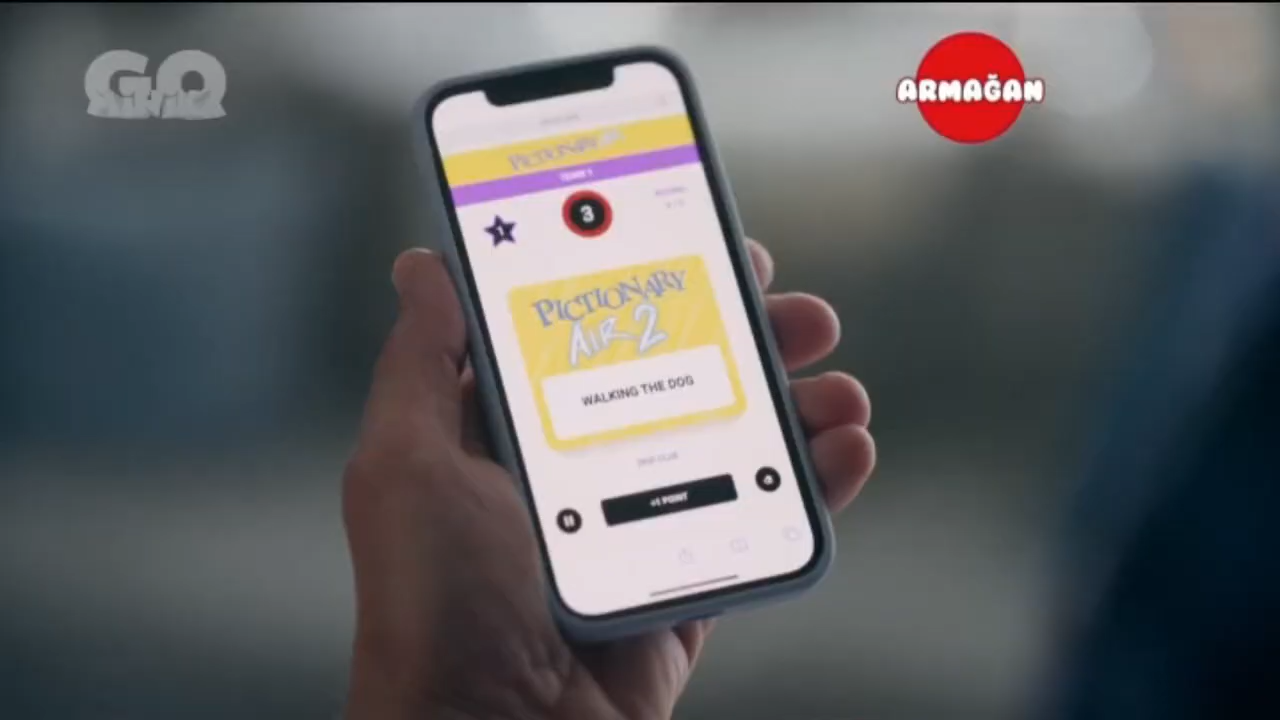 GO
ARMAĞAN
PICTIONARY
TEAM 1
3
1
PICTIONARY
AIR 2
WALKING THE DOG
+1 POINT